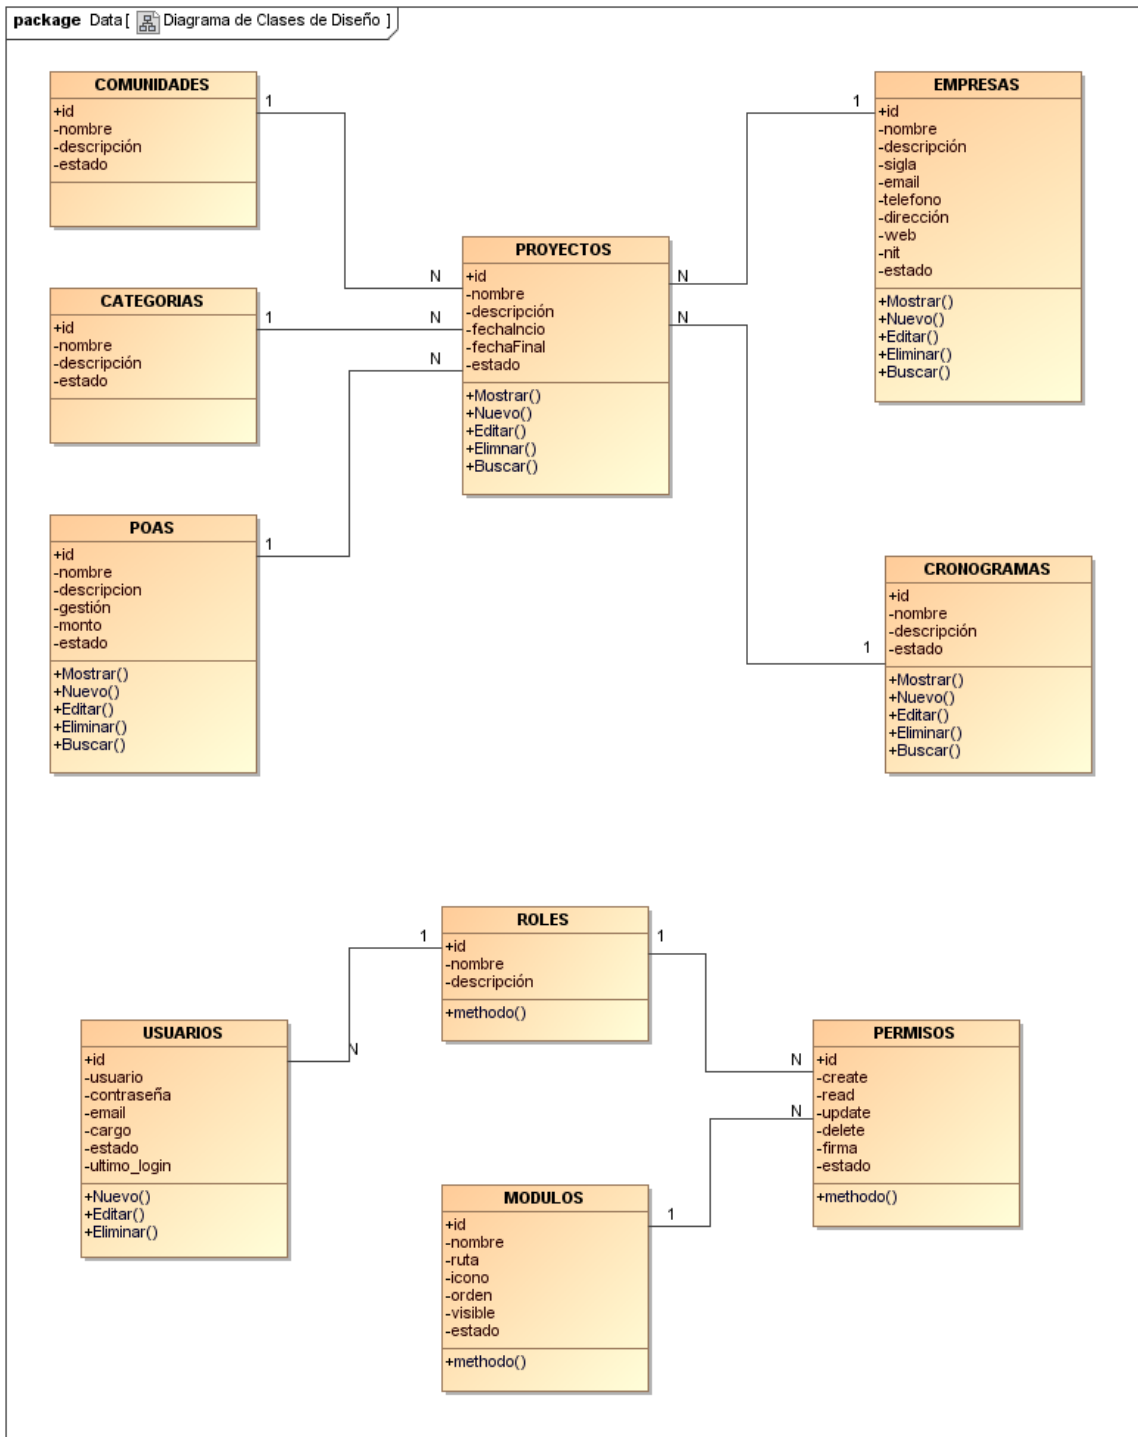 package Data [ Diagrama de Clases de Diseño ]
COMUNIDADES
+id
-nombre
-descripción
-estado
1
EMPRESAS
+id
-nombre
-descripción
-sigla
-email
-telefono
-dirección
-web
-nit
-estado
+Mostrar()
+Nuevo()
+Editar()
+Eliminar()
+Buscar()
1
PROYECTOS
+id
-nombre
-descripción
-fechaIncio
-fechaFinal
-estado
+Mostrar()
+Nuevo()
+Editar()
+Elimnar()
+Buscar()
N
N
N
N
N
CATEGORIAS
+id
-nombre
-descripción
-estado
1
POAS
+id
-nombre
-descripcion
-gestión
-monto
-estado
+Mostrar()
+Nuevo()
+Editar()
+Eliminar()
+Buscar()
1
CRONOGRAMAS
+id
-nombre
-descripción
-estado
+Mostrar()
+Nuevo()
+Editar()
+Eliminar()
+Buscar()
1
ROLES
+id
-nombre
-descripción
+methodo()
1
1
USUARIOS
+id
-usuario
-contraseña
-email
-cargo
-estado
-ultimo_login
+Nuevo()
+Editar()
+Eliminar()
N
PERMISOS
+id
-create
-read
-update
-delete
-firma
-estado
+methodo()
N
N
MODULOS
+id
-nombre
-ruta
-icono
-orden
-visible
-estado
+methodo()
1